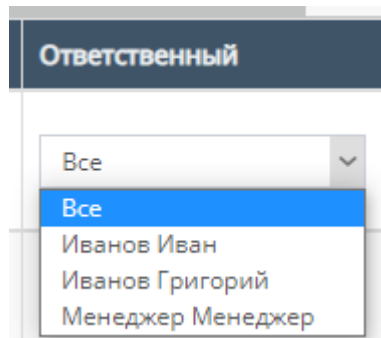 Ответственный
Все
Все
Иванов Иван
Иванов Григорий
Менеджер Менеджер